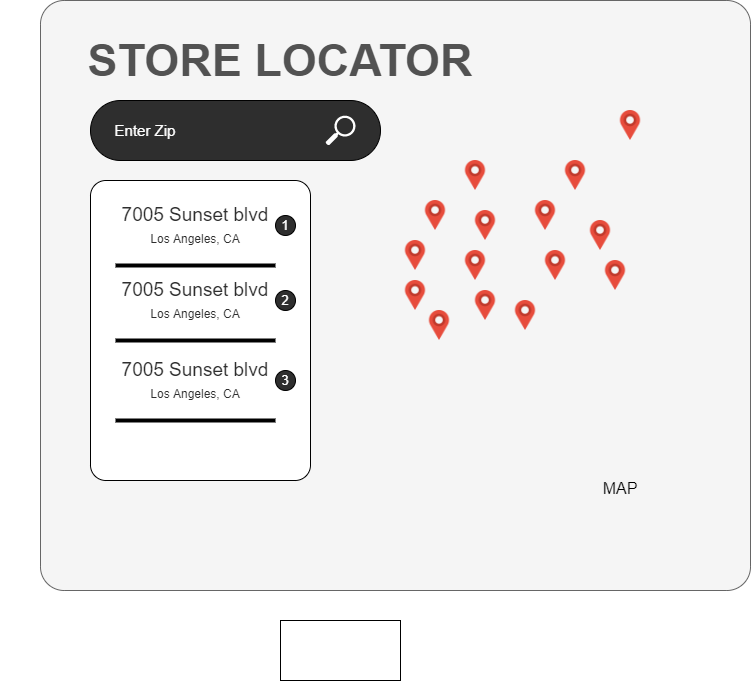 STORE LOCATOR
Enter Zip
7005 Sunset blvd
1
Los Angeles, CA
7005 Sunset blvd
2
Los Angeles, CA
7005 Sunset blvd
3
Los Angeles, CA
MAP